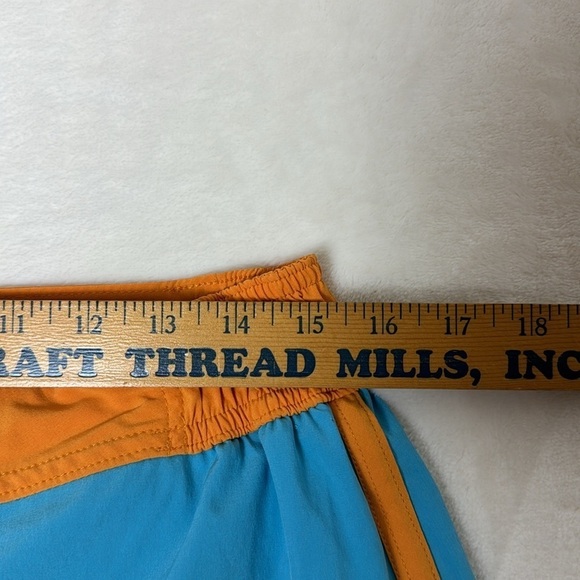 11 12 13 14 15 16 17 18
RAFT THREAD MILLS, INC